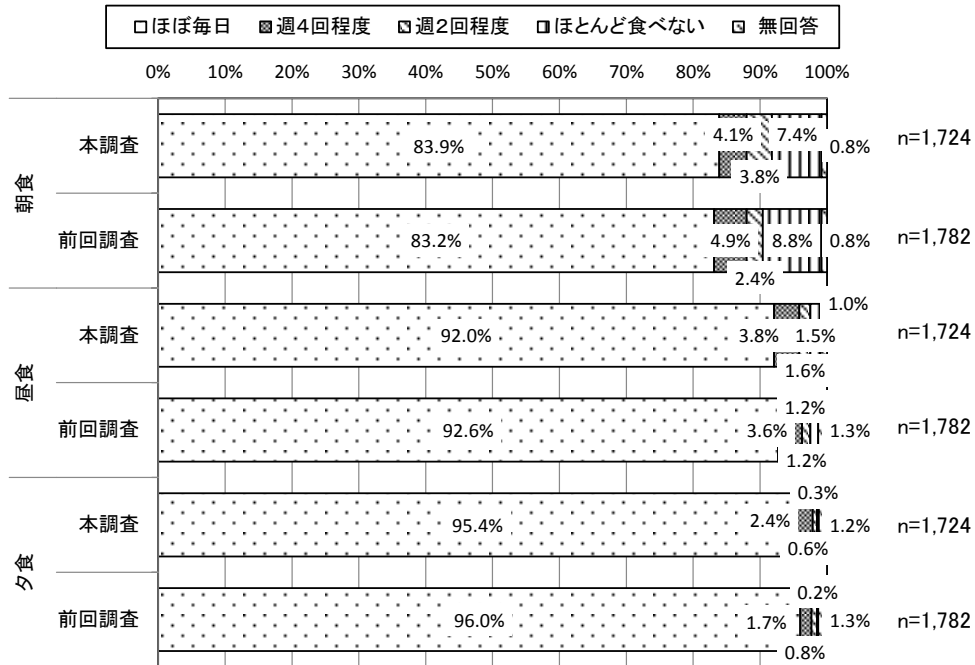 ほぼ毎日 週4回程度 週2回程度 ほとんど食べない 無回答
0% 10% 20% 30% 40% 50% 60% 70% 80% 90% 100%
朝食
本調査 83.9% 4.1% 3.8% 7.4% 0.8% n=1,724
前回調査 83.2% 4.9% 2.4% 8.8% 0.8% n=1,782
昼食
本調査 92.0% 3.8% 1.6% 1.5% 1.0% n=1,724
前回調査 92.6% 3.6% 1.2% 1.2% 1.3% n=1,782
夕食
本調査 95.4% 2.4% 0.6% 0.3% 1.2% n=1,724
前回調査 96.0% 1.7% 0.8% 0.2% 1.3% n=1,782